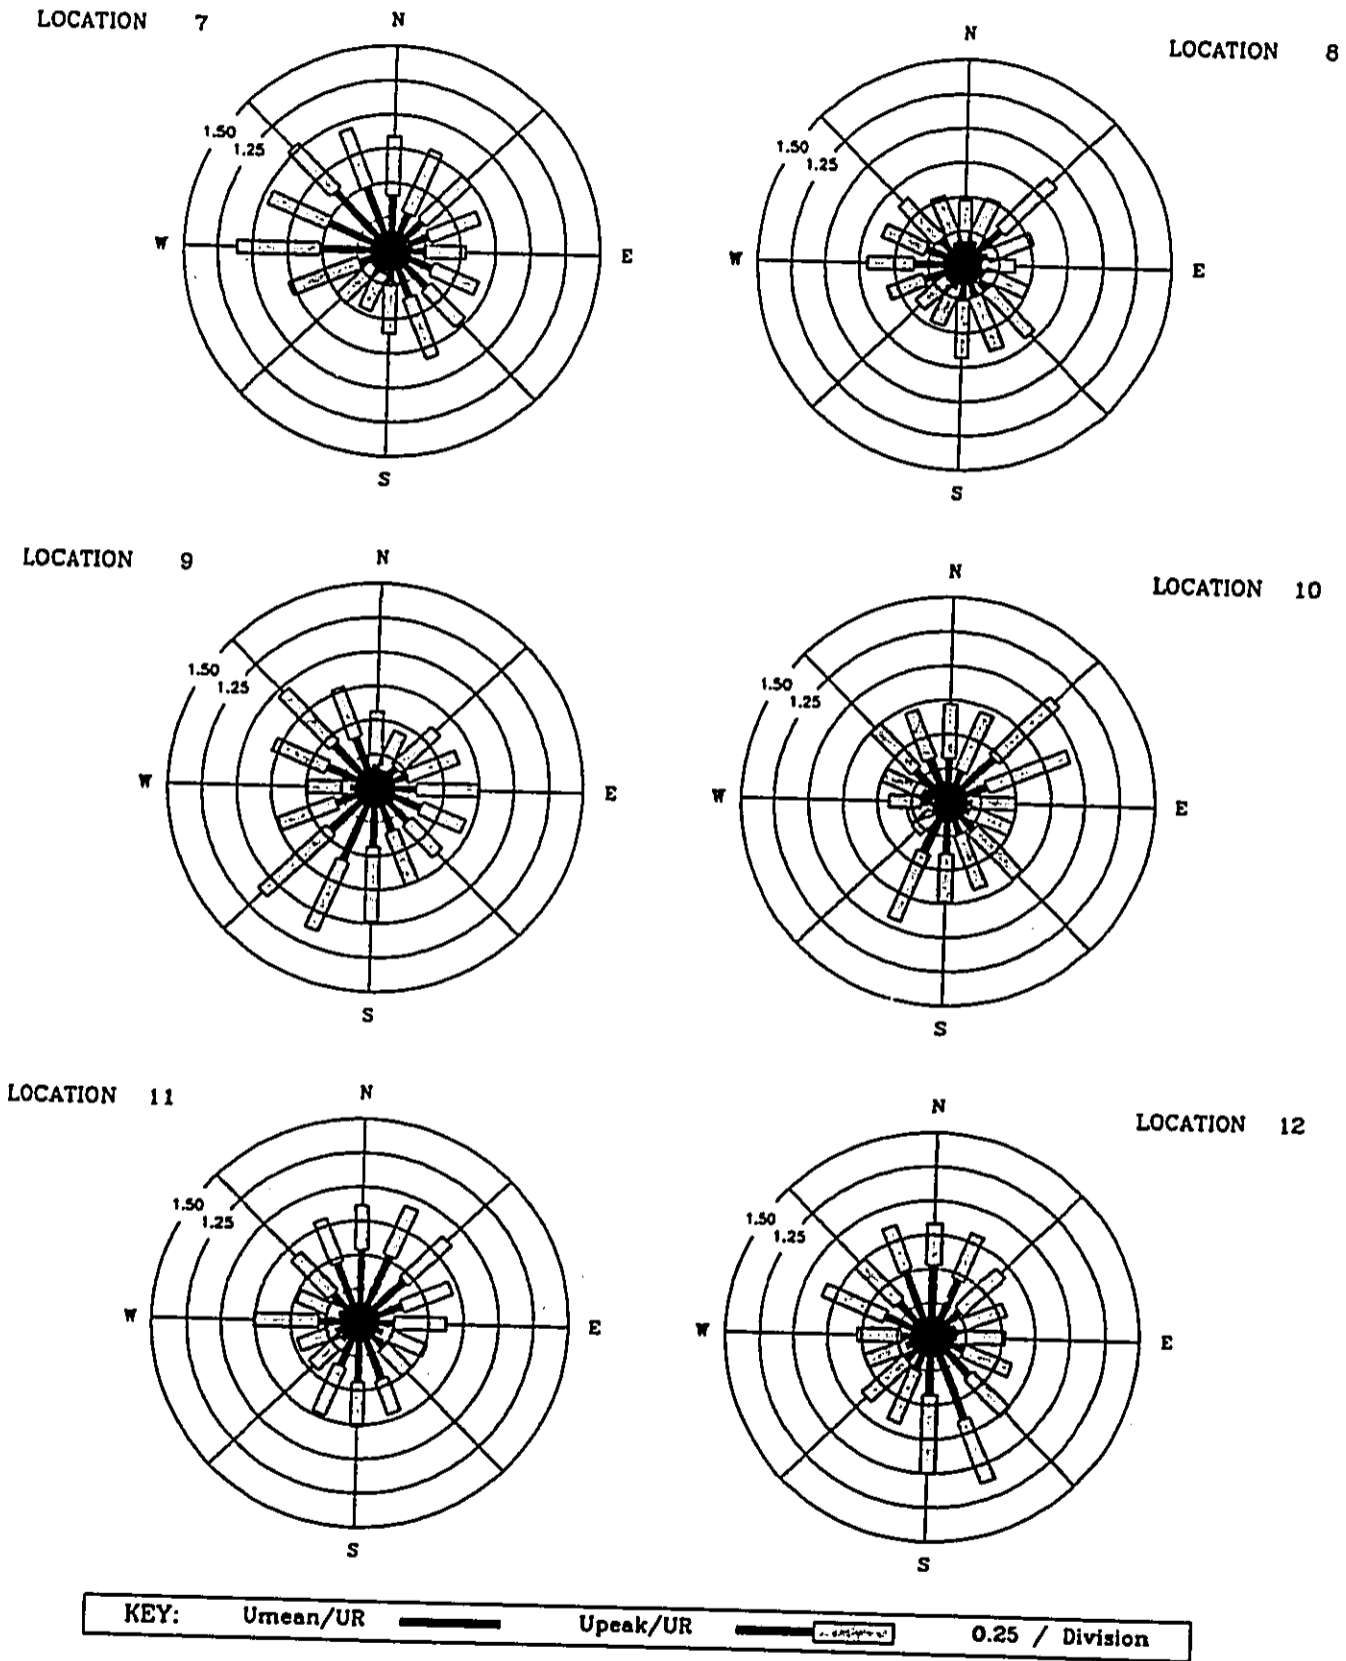 LOCATION 7
N
1.50
1.25
W
E
S
LOCATION 8
N
1.50
1.25
W
E
S
LOCATION 9
N
1.50
1.25
W
E
S
LOCATION 10
N
1.50
1.25
W
E
S
LOCATION 11
N
1.50
1.25
W
E
S
LOCATION 12
N
1.50
1.25
W
E
S
KEY: Umean/UR Upeak/UR 0.25 / Division